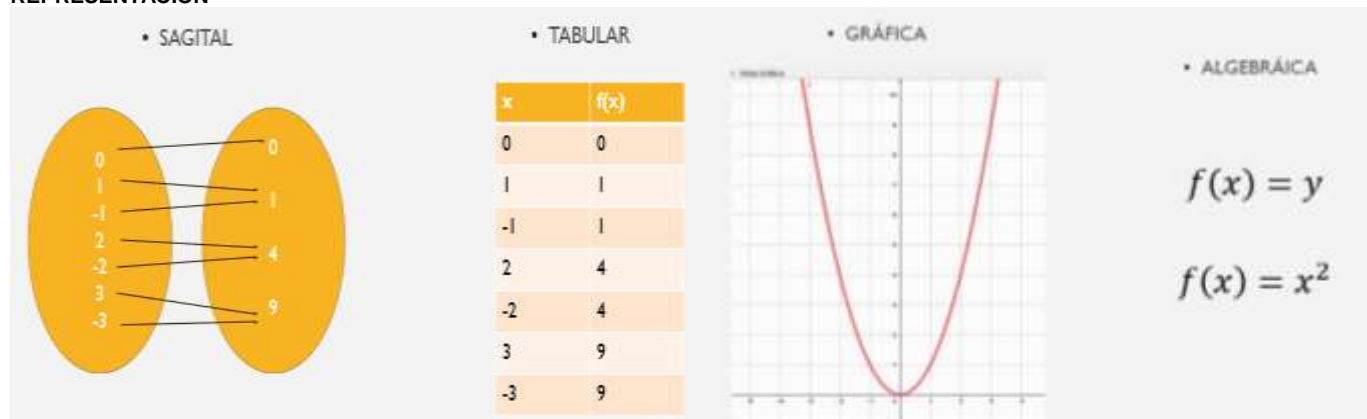 REPRESENTACIÓN
• SAGITAL
0
1
-1
2
-2
3
-3
0
1
4
9
• TABULAR
x f(x)
0 0
1 1
-1 1
2 4
-2 4
3 9
-3 9
• GRÁFICA
• ALGEBRÁICA
f(x) = y
f(x) = x²